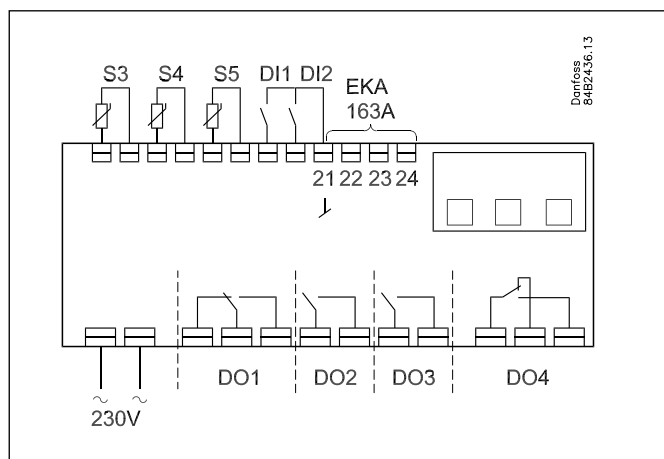 Danfoss
84B2436.13
S3 S4 S5 DI1 DI2
EKA
163A
21 22 23 24
DO1 DO2 DO3 DO4
~ ~
230V